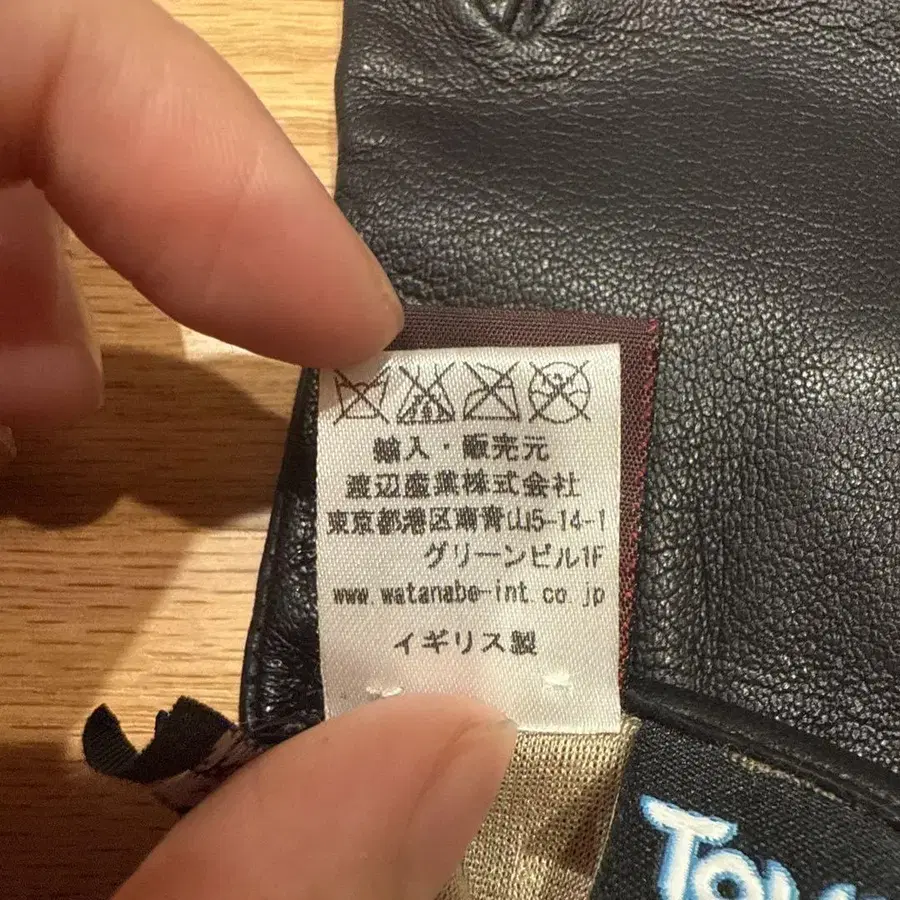 輸入・販売元
渡辺産業株式会社
東京都港区南青山5-14-1
グリーンビル1F
www.watanabe-int.co.jp
イギリス製